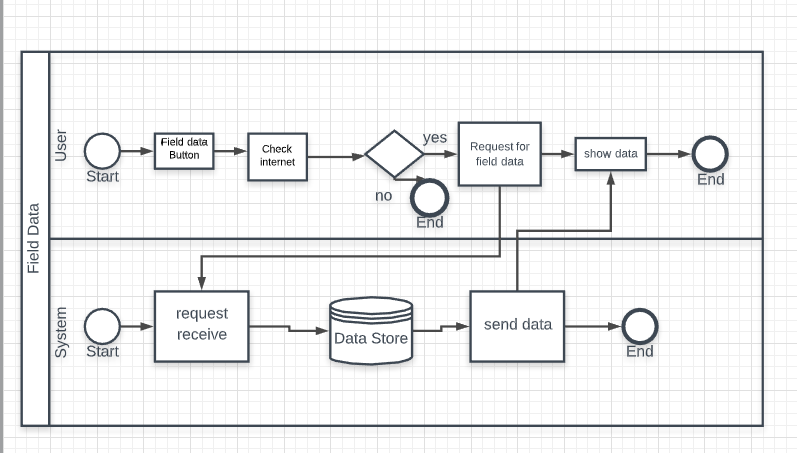 Field Data
User
Start
Field data
Button
Check
internet
yes
no
End
Request for
field data
show data
End
System
Start
request
receive
Data Store
send data
End